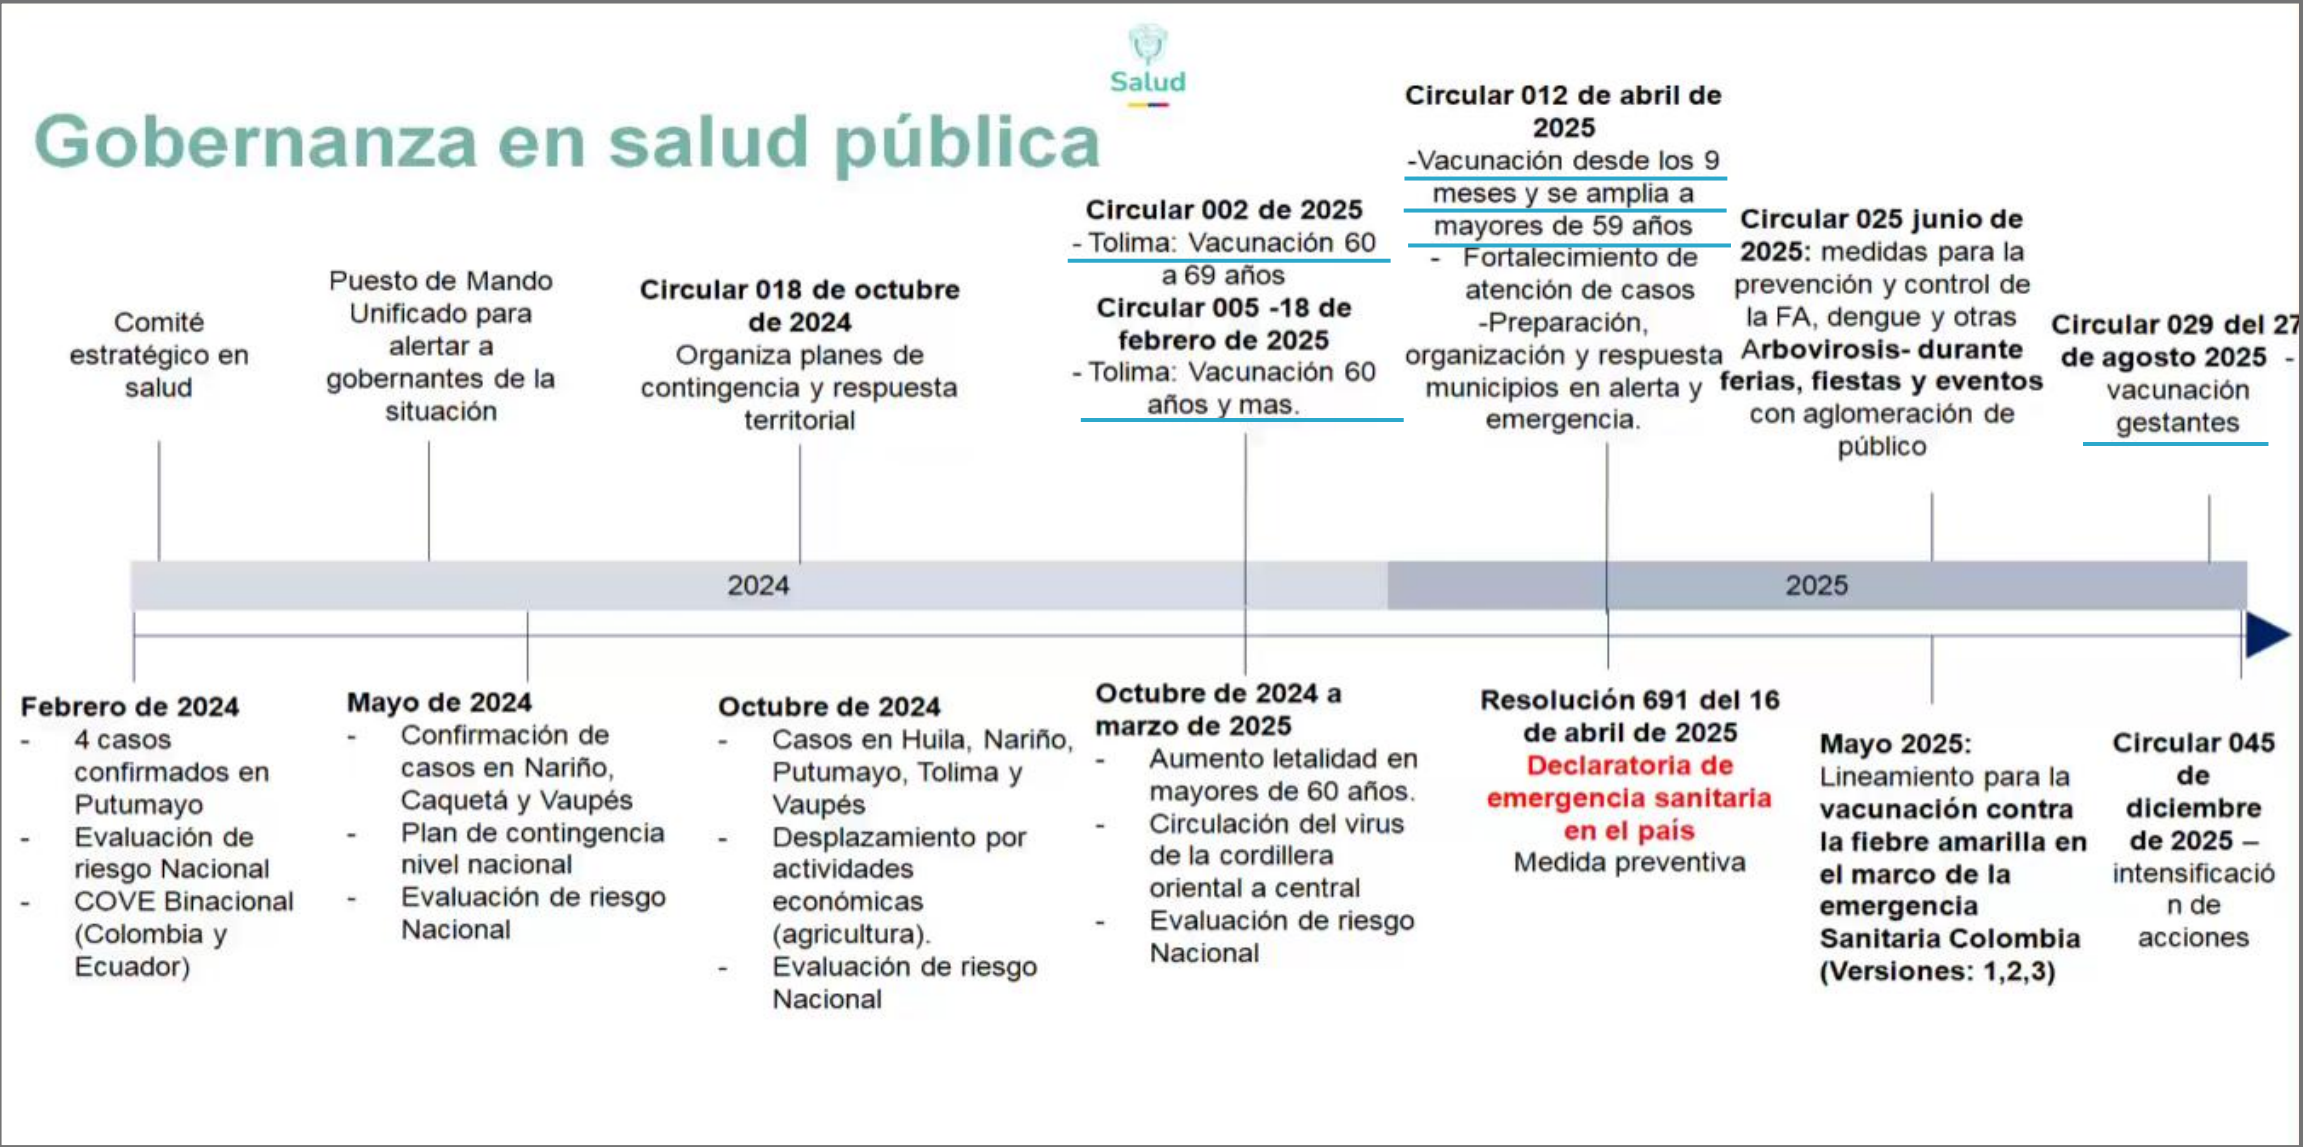 Salud
Gobernanza en salud pública
Comité
estratégico en
salud
Puesto de Mando
Unificado para
alertar a
gobernantes de la
situación
Circular 018 de octubre
de 2024
Organiza planes de
contingencia y respuesta
territorial
Circular 002 de 2025
- Tolima: Vacunación 60
a 69 años
Circular 005 -18 de
febrero de 2025
- Tolima: Vacunación 60
años y mas.
Circular 012 de abril de
2025
-Vacunación desde los 9
meses y se amplia a
mayores de 59 años
- Fortalecimiento de
atención de casos
-Preparación,
organización y respuesta
municipios en alerta y
emergencia.
Circular 025 junio de
2025: medidas para la
prevención y control de
la FA, dengue y otras
Arbovirosis- durante
ferias, fiestas y eventos
con aglomeración de
público
Circular 029 del 27
de agosto 2025 -
vacunación
gestantes
2024
2025
Febrero de 2024
- 4 casos
confirmados en
Putumayo
- Evaluación de
riesgo Nacional
- COVE Binacional
(Colombia y
Ecuador)
Mayo de 2024
- Confirmación de
casos en Nariño,
Caquetá y Vaupés
- Plan de contingencia
nivel nacional
- Evaluación de riesgo
Nacional
Octubre de 2024
- Casos en Huila, Nariño,
Putumayo, Tolima y
Vaupés
- Desplazamiento por
actividades
económicas
(agricultura).
- Evaluación de riesgo
Nacional
Octubre de 2024 a
marzo de 2025
- Aumento letalidad en
mayores de 60 años.
- Circulación del virus
de la cordillera
oriental a central
- Evaluación de riesgo
Nacional
Resolución 691 del 16
de abril de 2025
Declaratoria de
emergencia sanitaria
en el país
Medida preventiva
Mayo 2025:
Lineamiento para la
vacunación contra
la fiebre amarilla en
el marco de la
emergencia
Sanitaria Colombia
(Versiones: 1,2,3)
Circular 045
de
diciembre
de 2025 –
intensificació
n de
acciones